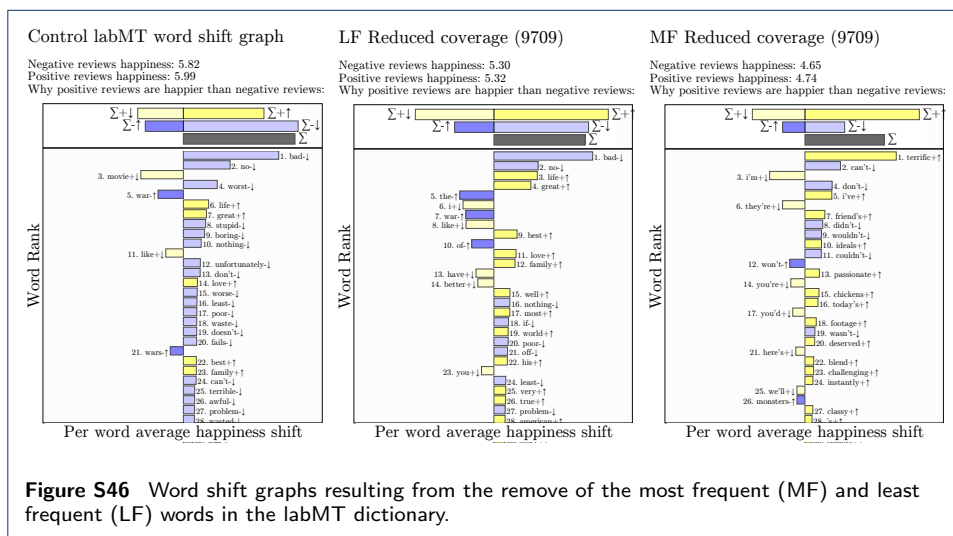 Control labMT word shift graph
Negative reviews happiness: 5.82
Positive reviews happiness: 5.99
Why positive reviews are happier than negative reviews:
Σ+↓ Σ+↑
Σ-↑ Σ-↓
Σ
Word Rank
1. bad-↓
2. no-↓
3. movie+↓
4. worst-↓
5. war-↑
6. life+↑
7. great+↑
8. stupid-↓
9. boring-↓
10. nothing-↓
11. like+↓
12. unfortunately-↓
13. don't-↓
14. love+↑
15. worse-↓
16. least-↓
17. poor-↓
18. waste-↓
19. doesn't-↓
20. fails-↓
21. wars-↑
22. best+↑
23. family+↑
24. can't-↓
25. terrible-↓
26. awful-↓
27. problem-↓
28. wasted-↓
Per word average happiness shift
LF Reduced coverage (9709)
Negative reviews happiness: 5.30
Positive reviews happiness: 5.32
Why positive reviews are happier than negative reviews:
Σ+↓ Σ+↑
Σ-↑ Σ-↓
Σ
Word Rank
1. bad-↓
2. no-↓
3. life+↑
4. great+↑
5. the-↑
6. i+↓
7. war-↑
8. like+↓
9. best+↑
10. of-↑
11. love+↑
12. family+↑
13. have+↓
14. better+↓
15. well+↑
16. nothing-↓
17. most+↑
18. if-↓
19. world+↑
20. poor-↓
21. off-↓
22. his+↑
23. you+↓
24. least-↓
25. very+↑
26. true+↑
27. problem-↓
28. american+↑
Per word average happiness shift
MF Reduced coverage (9709)
Negative reviews happiness: 4.65
Positive reviews happiness: 4.74
Why positive reviews are happier than negative reviews:
Σ+↓ Σ+↑
Σ-↑ Σ-↓
Σ
Word Rank
1. terrific+↑
2. can't-↓
3. i'm+↓
4. don't-↓
5. i've+↑
6. they're+↓
7. friend's+↑
8. didn't-↓
9. wouldn't-↓
10. ideals+↑
11. couldn't-↓
12. won't-↑
13. passionate+↑
14. you're+↓
15. chickens+↑
16. today's+↑
17. you'd+↓
18. footage+↑
19. wasn't-↓
20. deserved+↑
21. here's+↓
22. blend+↑
23. challenging+↑
24. instantly+↑
25. we'll+↓
26. monsters-↑
27. classy+↑
28. 's+↑
Per word average happiness shift
Figure S46 Word shift graphs resulting from the remove of the most frequent (MF) and least
frequent (LF) words in the labMT dictionary.